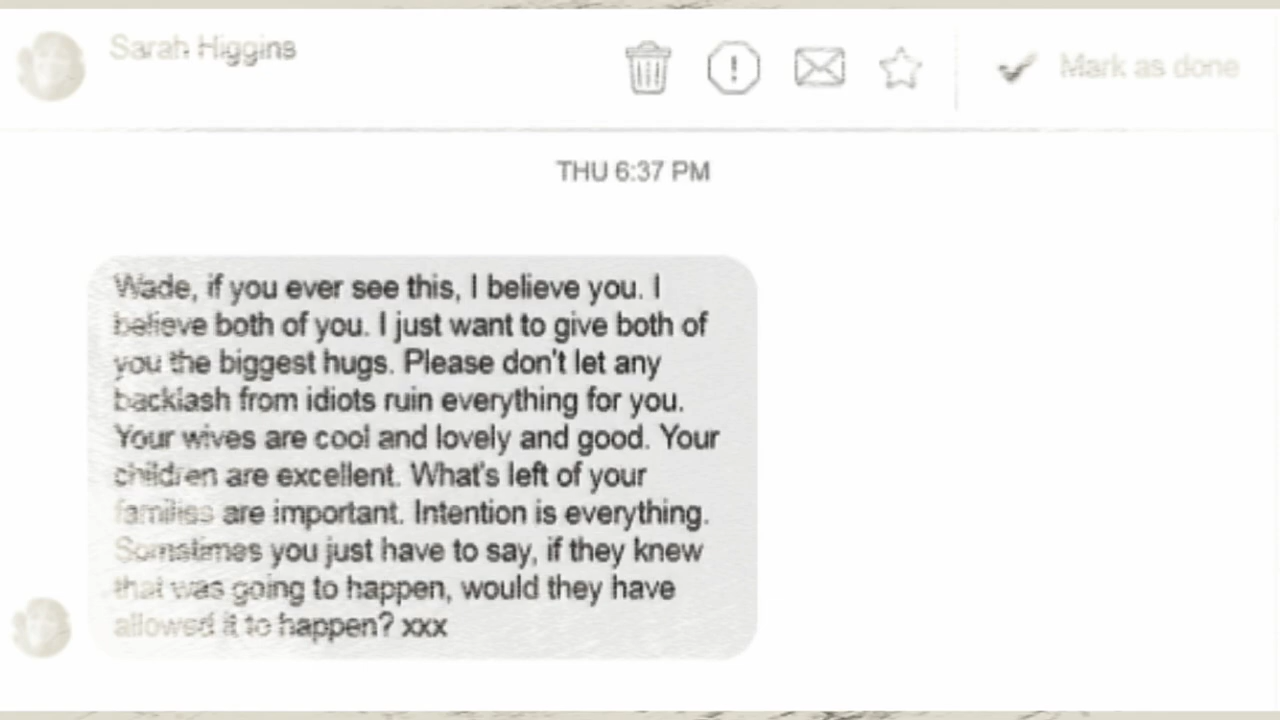 Sarah Higgins
Mark as done
THU 6:37 PM
Wade, if you ever see this, I believe you. I
believe both of you. I just want to give both of
you the biggest hugs. Please don't let any
backlash from idiots ruin everything for you.
Your wives are cool and lovely and good. Your
children are excellent. What's left of your
families are important. Intention is everything.
Sometimes you just have to say, if they knew
that was going to happen, would they have
allowed it to happen? xxx